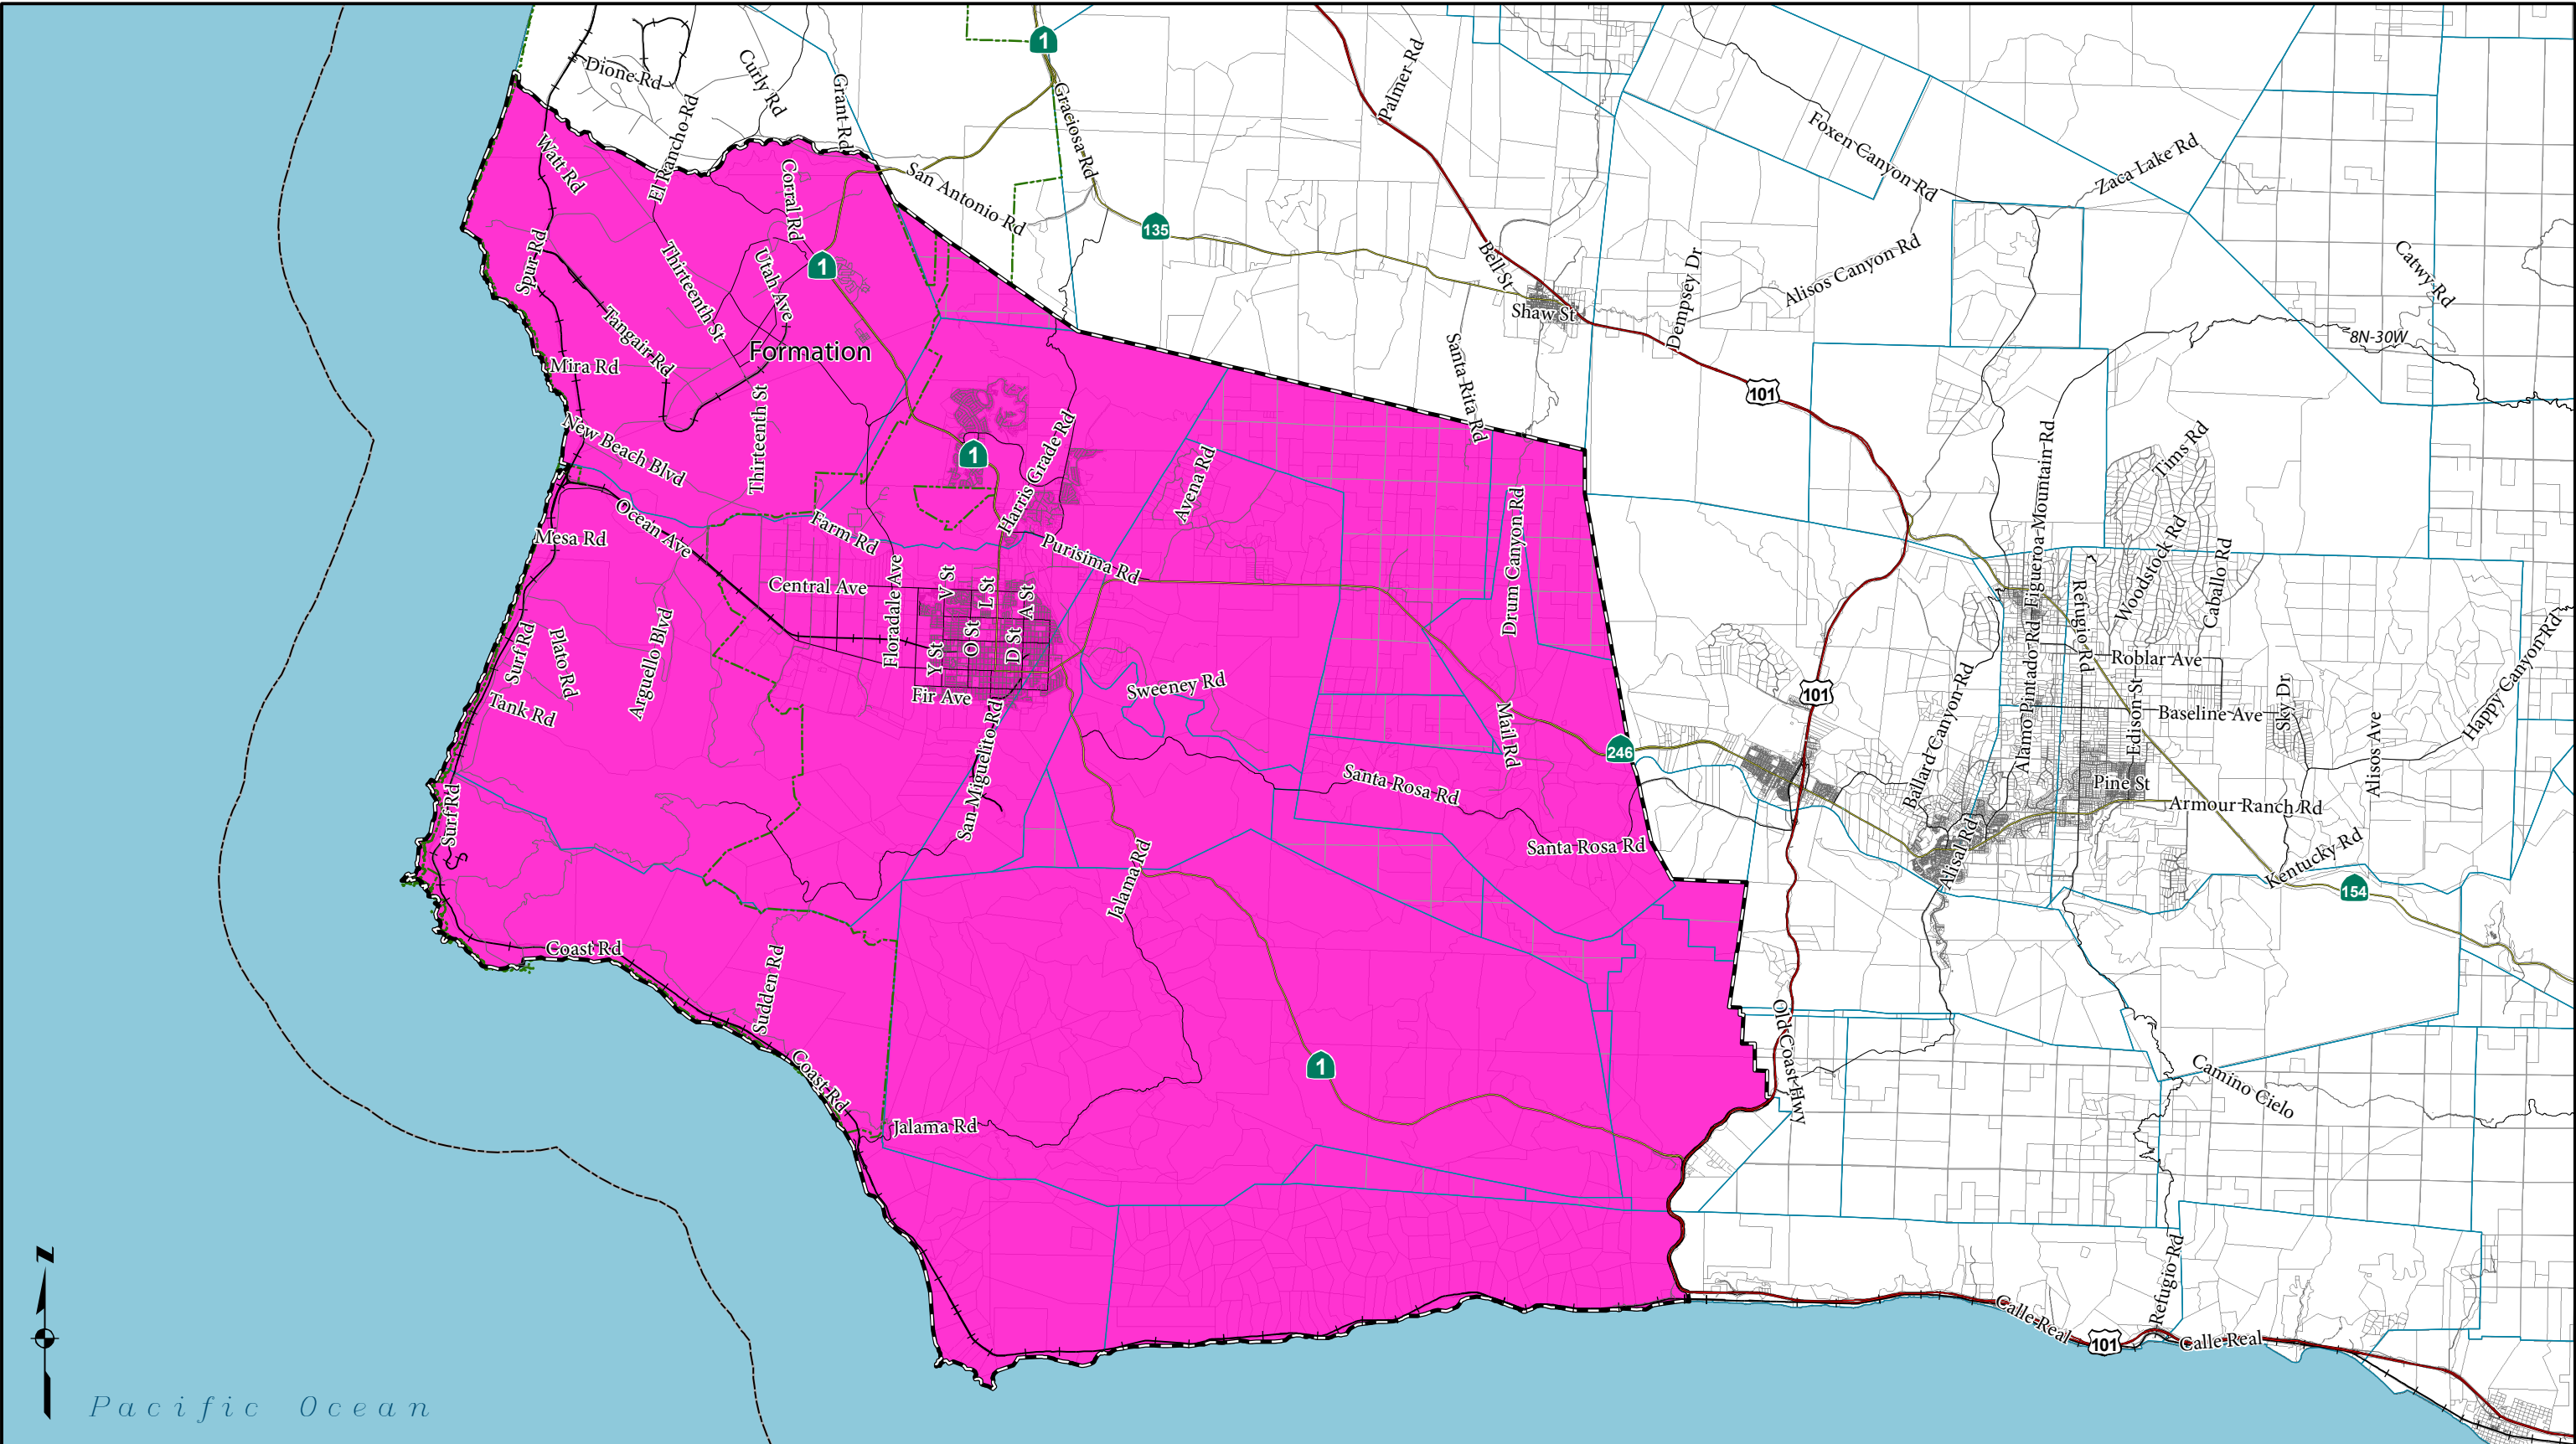 1
Dione Rd
Curly Rd
Grant Rd
Graciosa Rd
Palmer Rd
Foxen Canyon Rd
Zaca Lake Rd
Watt Rd
El Rancho Rd
Corral Rd
San Antonio Rd
135
Spur Rd
Thirteenth St
Utah Ave
1
Bell St
Shaw St
Dempsey Dr
Alisos Canyon Rd
Catwy Rd
Tangair Rd
Formation
Mira Rd
Santa Rita Rd
8N-30W
101
Thirteenth St
New Beach Blvd
1
Harris Grade Rd
Avena Rd
Figueroa Mountain Rd
Tims Rd
Ocean Ave
Mesa Rd
Farm Rd
Purisima Rd
Drum Canyon Rd
Woodstock Rd
Caballo Rd
Refugio Rd
Central Ave
Floradale Ave
V St
L St
A St
Y St
O St
D St
Fir Ave
Surf Rd
Plato Rd
Arguello Blvd
Tank Rd
Sweeney Rd
San Miguelito Rd
Mail Rd
246
101
Ballard Canyon Rd
Alamo Pintado Rd
Roblar Ave
Edison St
Baseline Ave
Sky Dr
Alisos Ave
Happy Canyon Rd
Pine St
Armour Ranch Rd
Surf Rd
Santa Rosa Rd
Santa Rosa Rd
Alisal Rd
Kentucky Rd
154
Jalama Rd
Coast Rd
Sudden Rd
Coast Rd
Jalama Rd
1
Old Coast Hwy
Camino Cielo
Refugio Rd
Calle Real
101
Calle Real
N
Pacific Ocean